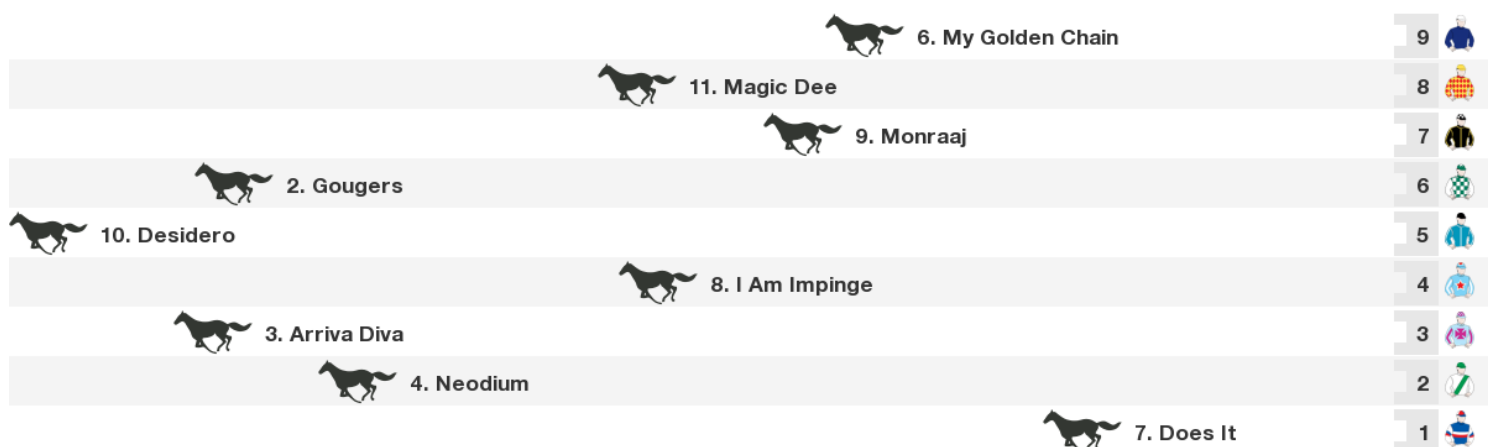 6. My Golden Chain 9
11. Magic Dee 8
9. Monraaj 7
2. Gougers 6
10. Desidero 5
8. I Am Impinge 4
3. Arriva Diva 3
4. Neodium 2
7. Does It 1